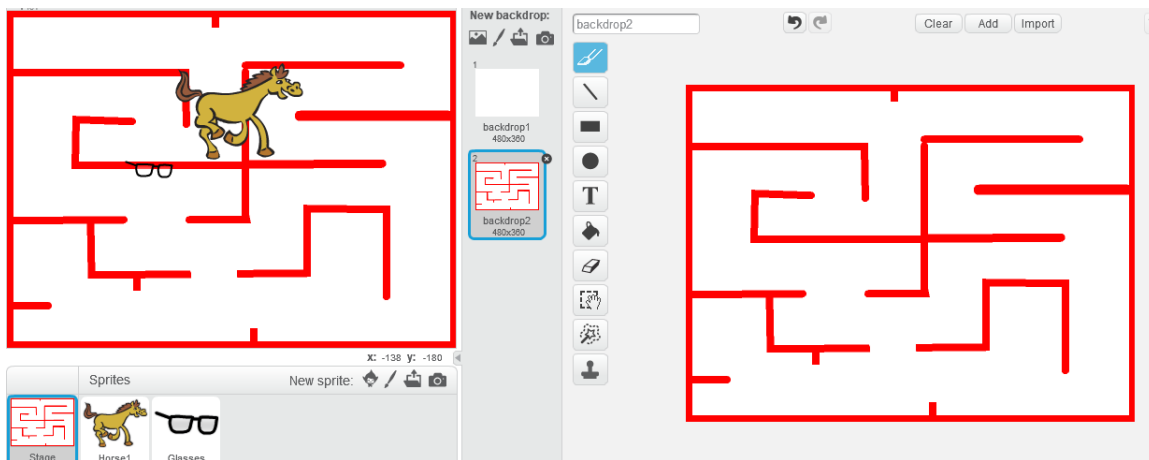 New backdrop:
1
backdrop1
480x360
2
backdrop2
480x360
backdrop2
Clear
Add
Import
T
x: -138 y: -180
Sprites
New sprite:
Stage
Horse1
Glasses